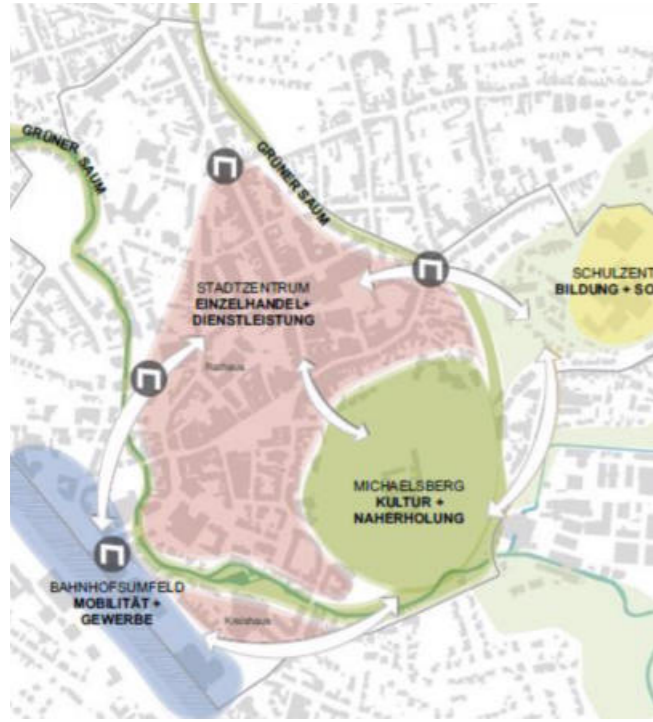 GRÜNER SAUM
GRÜNER SAUM
STADTZENTRUM
EINZELHANDEL+
DIENSTLEISTUNG
SCHULZENT
BILDUNG + SO
Rathaus
MICHAELSBERG
KULTUR +
NAHERHOLUNG
BAHNHOFSUMFELD
MOBILITÄT +
GEWERBE
Kreishaus